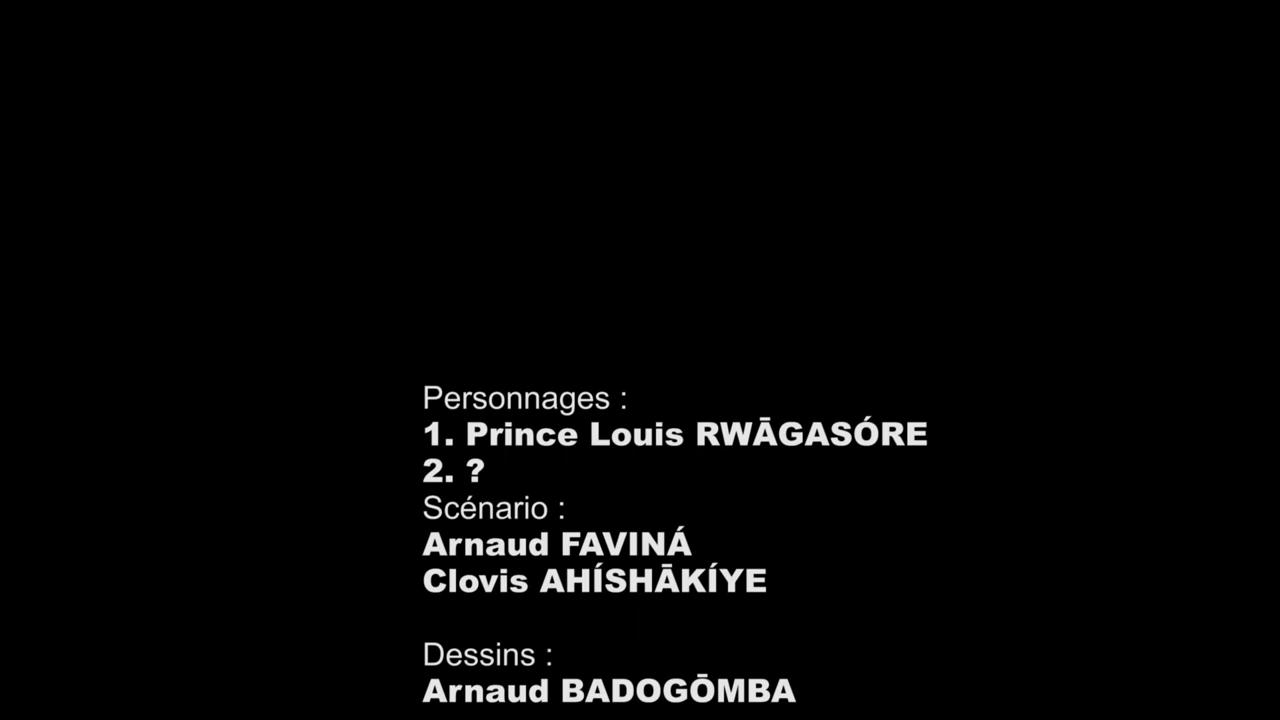 Personnages :
1. Prince Louis RWĀGASÓRE
2. ?
Scénario :
Arnaud FAVINÁ
Clovis AHÍSHĀKÍYE
Dessins :
Arnaud BADOGŌMBA